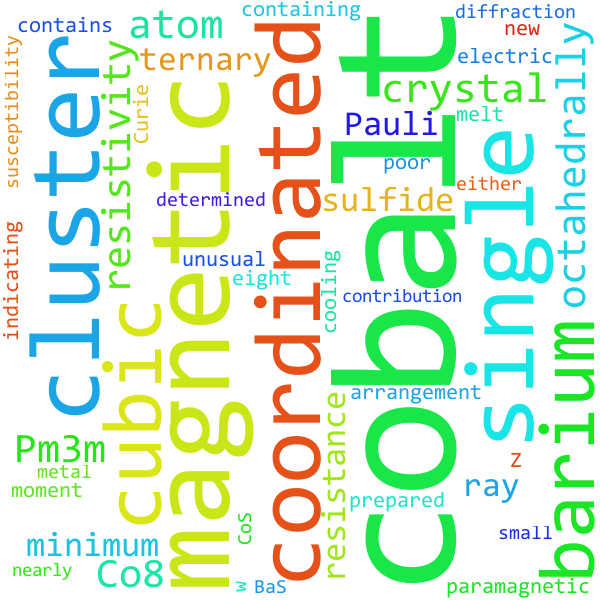 contains
atom
containing
diffraction
new
ternary
electric
crystal
susceptibility
cluster
resistivity
Curie
magnetic
coordinated
cobalt
Pauli
melt
poor
single
octahedrally
determined
sulfide
either
unusual
eight
cooling
contribution
indicating
cubic
arrangement
barium
resistance
Pm3m
metal
moment
Z
ray
prepared
CoS
minimum
small
nearly
Co8
w
BaS
paramagnetic